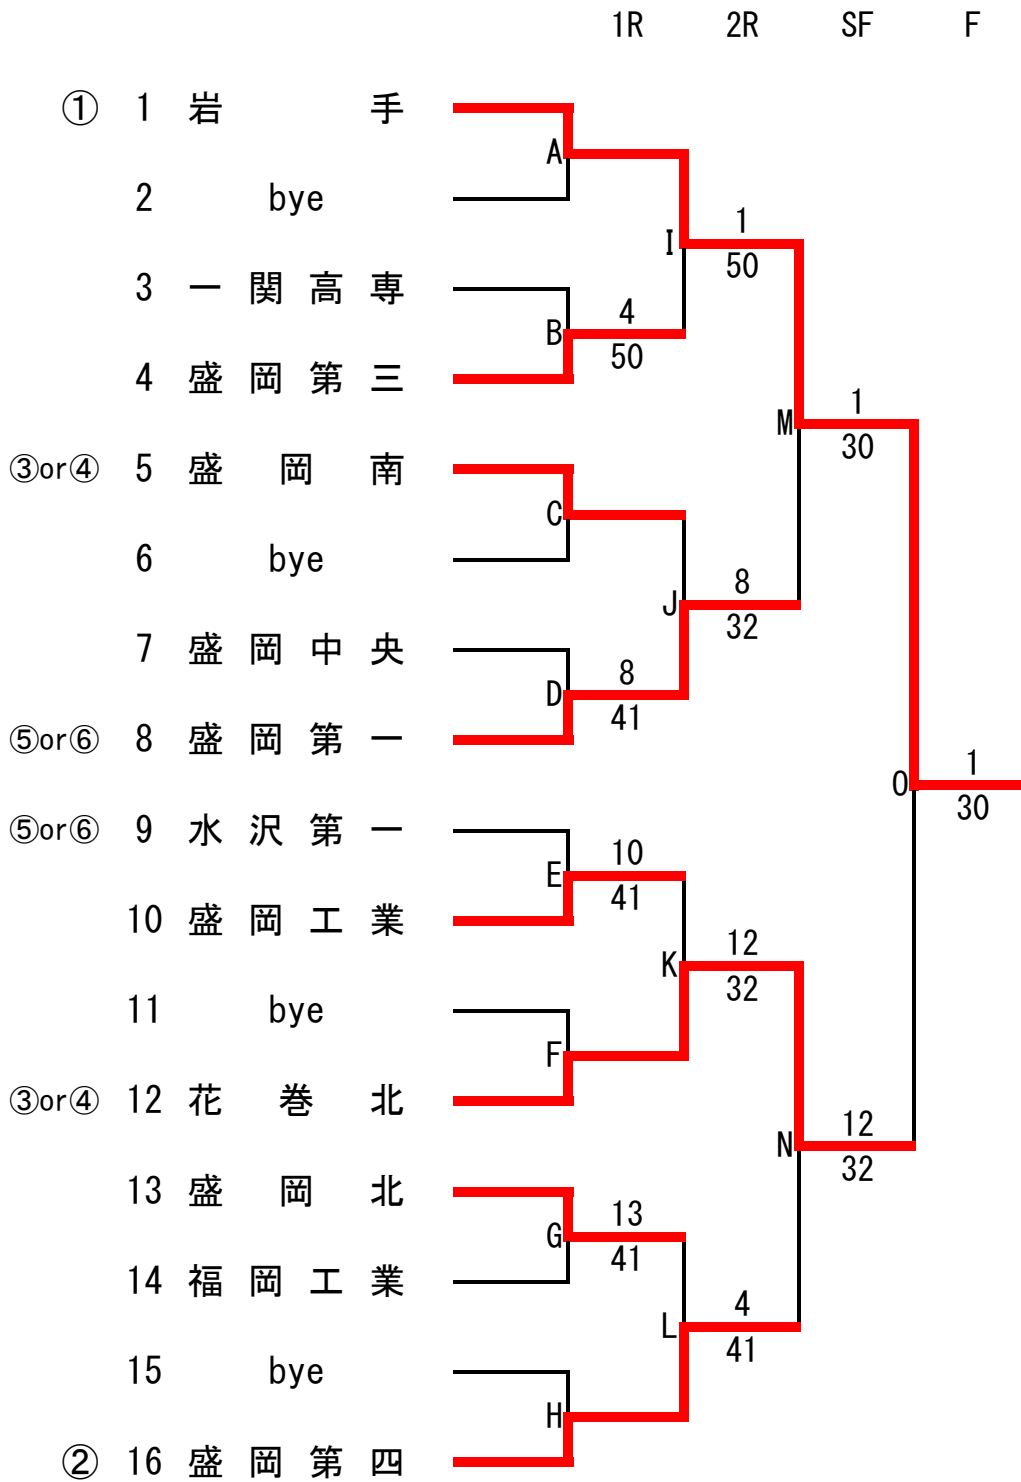 1R 2R SF F
① 1 岩 手
A
2 bye
1
I
50
3 一 関 高 専
4
B
50
4 盛 岡 第 三
1
M
30
③or④ 5 盛 岡 南
C
6 bye
8
J
32
7 盛 岡 中 央
8
D
41
⑤or⑥ 8 盛 岡 第 一
1
O
30
⑤or⑥ 9 水 沢 第 一
10
E
41
10 盛 岡 工 業
12
K
32
11 bye
F
③or④ 12 花 巻 北
12
N
32
13 盛 岡 北
13
G
41
14 福 岡 工 業
4
L
41
15 bye
H
② 16 盛 岡 第 四